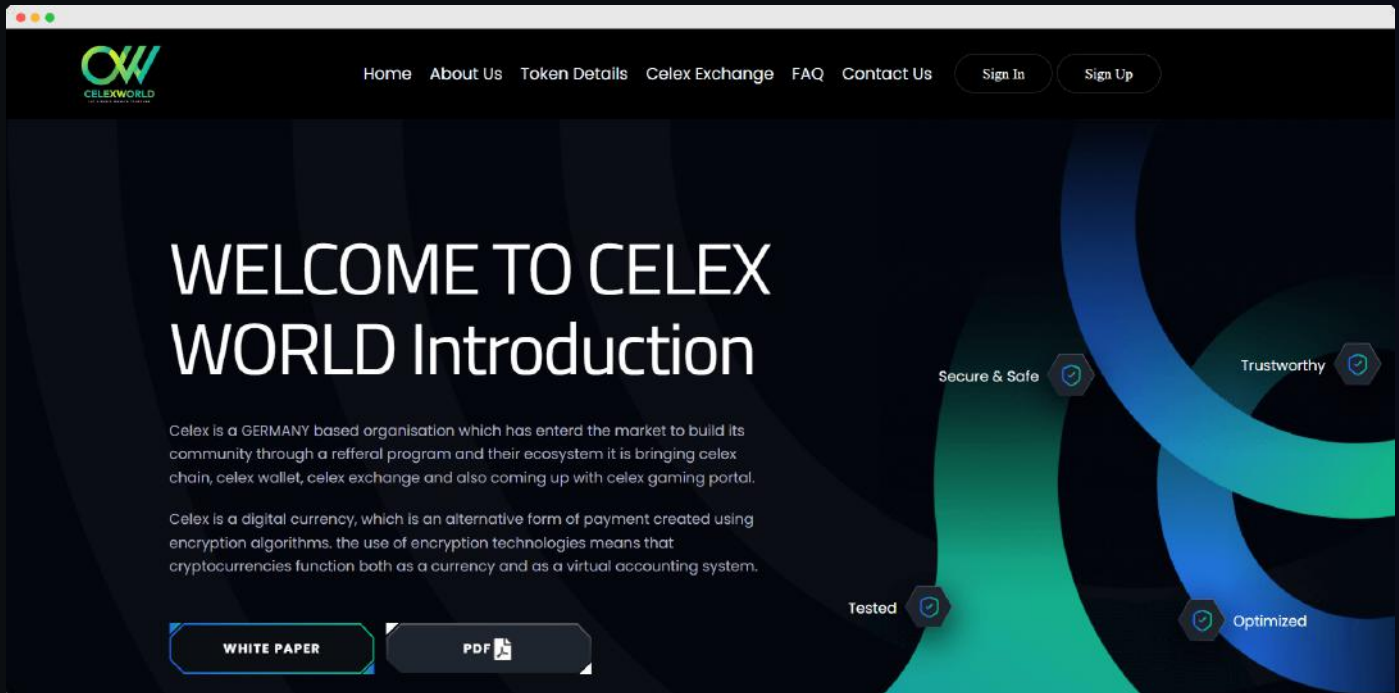 CELEXWORLD
Home About Us Token Details Celex Exchange FAQ Contact Us Sign In Sign Up
WELCOME TO CELEX
WORLD Introduction
Celex is a GERMANY based organisation which has enterd the market to build its
community through a refferal program and their ecosystem it is bringing celex
chain, celex wallet, celex exchange and also coming up with celex gaming portal.
Celex is a digital currency, which is an alternative form of payment created using
encryption algorithms. the use of encryption technologies means that
cryptocurrencies function both as a currency and as a virtual accounting system.
WHITE PAPER
PDF
Secure & Safe
Trustworthy
Tested
Optimized